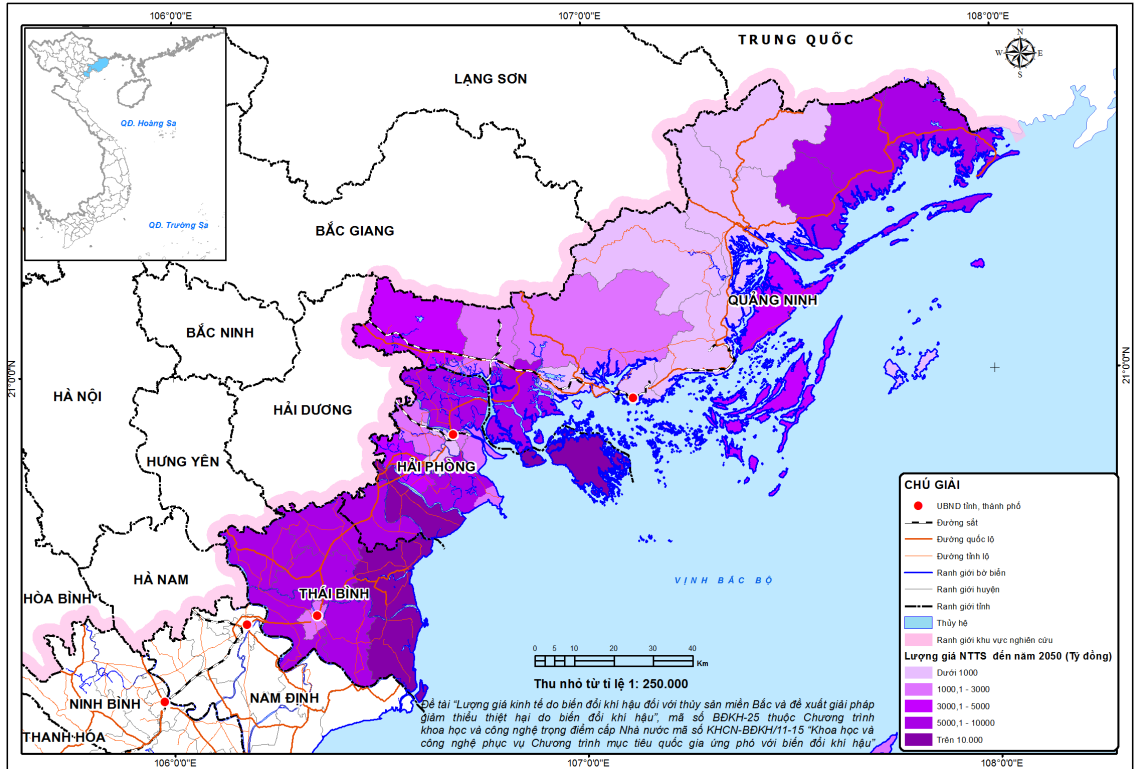 106°0'0"E
107°0'0"E
108°0'0"E
TRUNG QUỐC
N
W
E
S
LẠNG SƠN
QĐ. Hoàng Sa
QĐ. Trường Sa
BẮC GIANG
QUẢNG NINH
BẮC NINH
21°0'0"N
21°0'0"N
HÀ NỘI
HẢI DƯƠNG
HƯNG YÊN
HẢI PHÒNG
HÀ NAM
VỊNH BẮC BỘ
THÁI BÌNH
HÒA BÌNH
NAM ĐỊNH
NINH BÌNH
THANH HÓA
0 5 10 20 30 40
Km
Thu nhỏ từ tỉ lệ 1: 250.000
Đề tài "Lượng giá kinh tế do biến đổi khí hậu đối với thủy sản miền Bắc và đề xuất giải pháp
giảm thiểu thiệt hại do biến đổi khí hậu", mã số BĐKH-25 thuộc Chương trình
khoa học và công nghệ trọng điểm cấp Nhà nước mã số KHCN-BĐKH/11-15 "Khoa học và
công nghệ phục vụ Chương trình mục tiêu quốc gia ứng phó với biến đổi khí hậu"
CHÚ GIẢI
UBND tỉnh, thành phố
Đường sắt
Đường quốc lộ
Đường tỉnh lộ
Ranh giới bờ biển
Ranh giới huyện
Ranh giới tỉnh
Thủy hệ
Ranh giới khu vực nghiên cứu
Lượng giá NTTS đến năm 2050 (Tỷ đồng)
Dưới 1000
1000,1 - 3000
3000,1 - 5000
5000,1 - 10000
Trên 10.000
106°0'0"E
107°0'0"E
108°0'0"E